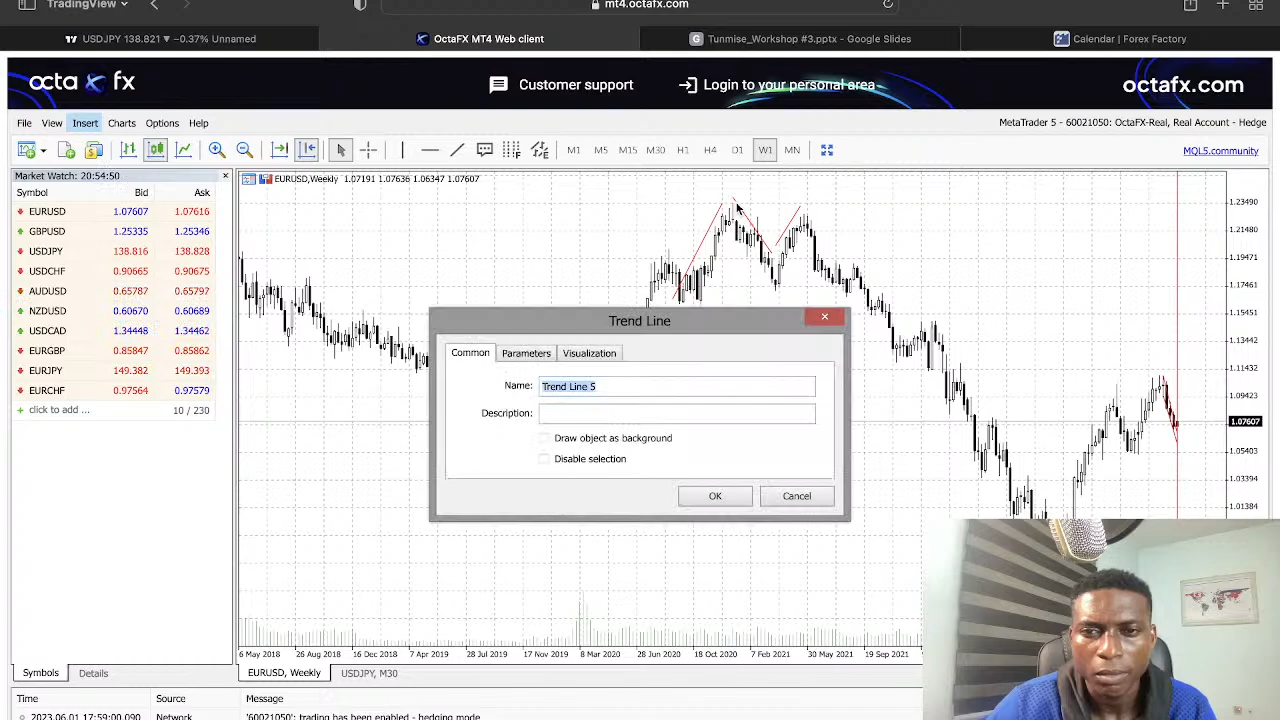 TradingView
mt4.octafx.com
USDJPY 138.821 ▼ −0.37% Unnamed
OctaFX MT4 Web client
Tunmise_Workshop #3.pptx - Google Slides
Calendar | Forex Factory
octa fx
Customer support
Login to your personal area
octafx.com
File View Insert Charts Options Help
MetaTrader 5 - 60021050: OctaFX-Real, Real Account - Hedge
M1 M5 M15 M30 H1 H4 D1 W1 MN
MQL5.community
Market Watch: 20:54:50
Symbol Bid Ask
EURUSD 1.07607 1.07616
GBPUSD 1.25335 1.25346
USDJPY 138.816 138.828
USDCHF 0.90665 0.90676
AUDUSD 0.65787 0.65797
NZDUSD 0.60670 0.60689
USDCAD 1.34448 1.34462
EURGBP 0.85847 0.85862
EURJPY 149.382 149.393
EURCHF 0.97564 0.97579
click to add ... 10 / 230
EURUSD,Weekly 1.07191 1.07636 1.06347 1.07607
1.23490
1.21480
1.19471
1.17461
1.15451
1.13442
1.11432
1.09422
1.07607
1.05403
1.03394
1.01384
Trend Line
Common Parameters Visualization
Name: Trend Line 5
Description:
Draw object as background
Disable selection
OK Cancel
6 May 2018 26 Aug 2018 16 Dec 2018 7 Apr 2019 28 Jul 2019 17 Nov 2019 8 Mar 2020 28 Jun 2020 18 Oct 2020 7 Feb 2021 30 May 2021 19 Sep 2021
Symbols Details
EURUSD, Weekly USDJPY, M30
Time Source Message
2023.06.01 17:59:00.090 Network '60021050': trading has been enabled - hedging mode